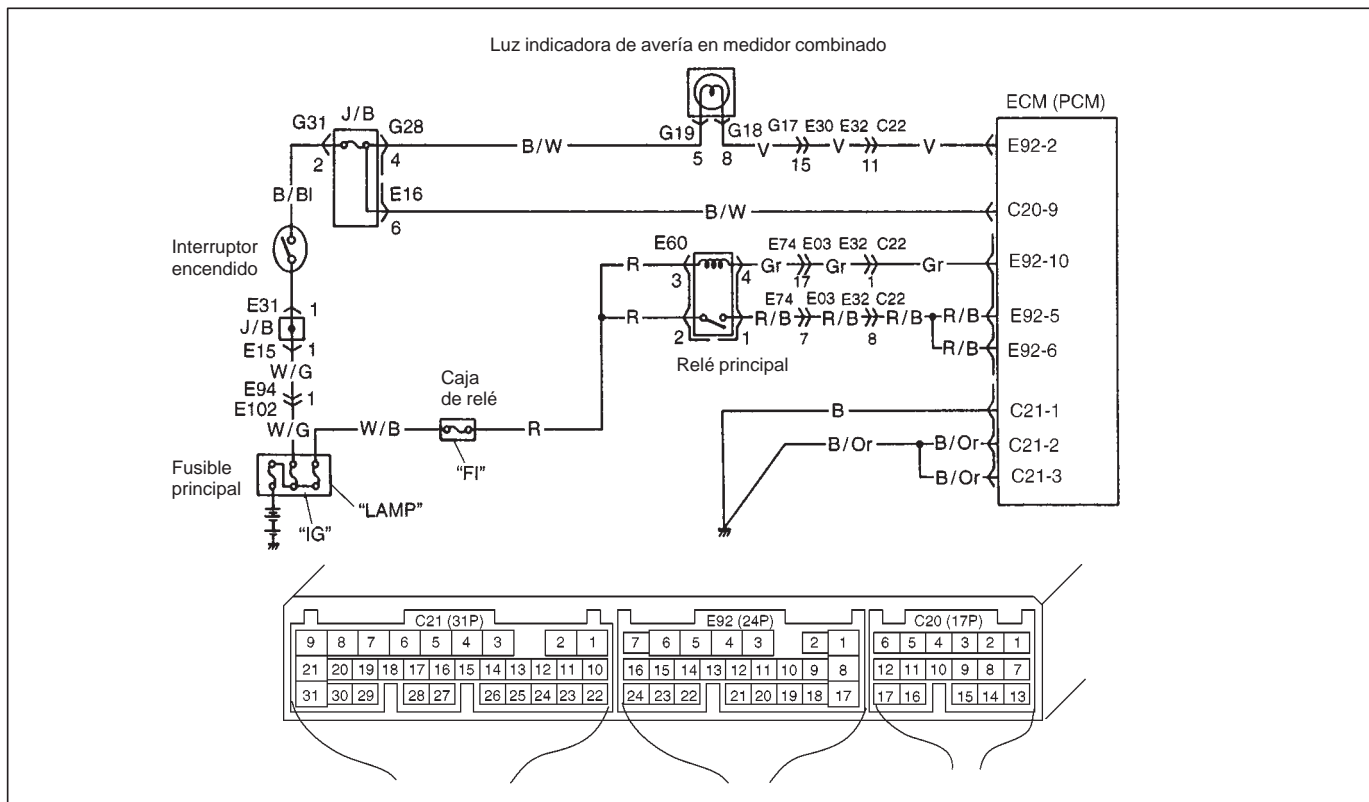 Luz indicadora de avería en medidor combinado
ECM (PCM)
G31 J/B G28
2 4
B/W
G19 G18 G17 E30 E32 C22
5 8 V 15 V 11 V
E92-2
B/Bl
E16
6
B/W
C20-9
Interruptor
encendido
E60
R 3 4 Gr E74 E03 Gr E32 C22 Gr
17 1
E92-10
E31 1
J/B
E15 1
R 2 1 R/B E74 E03 R/B E32 C22 R/B
7 8
R/B E92-5
R/B E92-6
Relé principal
W/G
E94 1
E102
W/G
Caja
de relé
W/B R
"FI"
B C21-1
B/Or B/Or C21-2
B/Or C21-3
Fusible
principal
"LAMP"
"IG"
C21 (31P) E92 (24P) C20 (17P)
9 8 7 6 5 4 3 2 1 7 6 5 4 3 2 1 6 5 4 3 2 1
21 20 19 18 17 16 15 14 13 12 11 10 16 15 14 13 12 11 10 9 8 12 11 10 9 8 7
31 30 29 28 27 26 25 24 23 22 24 23 22 21 20 19 18 17 17 16 15 14 13